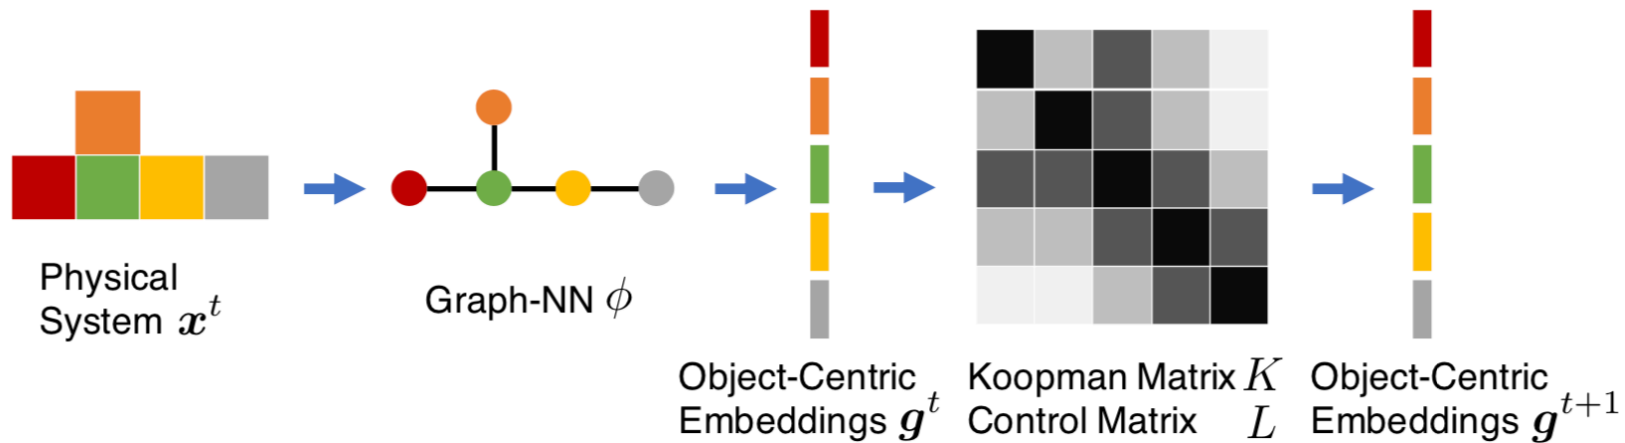 Physical
System x^t
Graph-NN ϕ
Object-Centric
Embeddings g^t
Koopman Matrix K
Control Matrix L
Object-Centric
Embeddings g^{t+1}